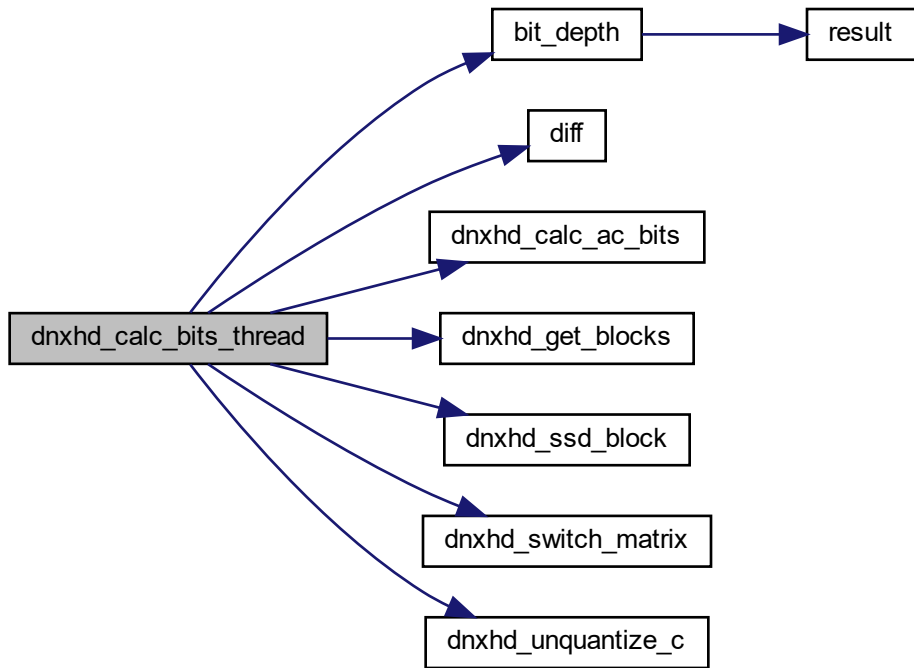 bit_depth
result
diff
dnxhd_calc_ac_bits
dnxhd_calc_bits_thread
dnxhd_get_blocks
dnxhd_ssd_block
dnxhd_switch_matrix
dnxhd_unquantize_c